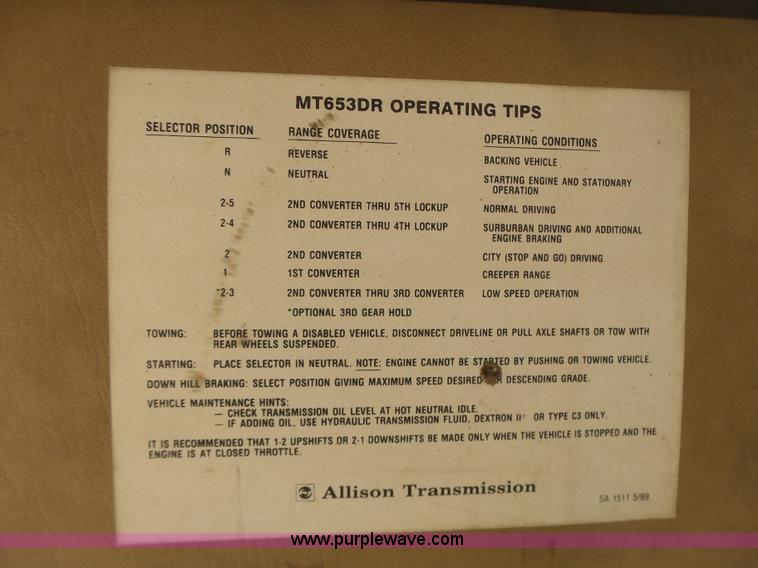 MT653DR OPERATING TIPS
SELECTOR POSITION RANGE COVERAGE OPERATING CONDITIONS
R REVERSE BACKING VEHICLE
N NEUTRAL STARTING ENGINE AND STATIONARY
OPERATION
2-5 2ND CONVERTER THRU 5TH LOCKUP NORMAL DRIVING
2-4 2ND CONVERTER THRU 4TH LOCKUP SURBURBAN DRIVING AND ADDITIONAL
ENGINE BRAKING
2 2ND CONVERTER CITY (STOP AND GO) DRIVING
1 1ST CONVERTER CREEPER RANGE
*2-3 2ND CONVERTER THRU 3RD CONVERTER LOW SPEED OPERATION
*OPTIONAL 3RD GEAR HOLD
TOWING: BEFORE TOWING A DISABLED VEHICLE, DISCONNECT DRIVELINE OR PULL AXLE SHAFTS OR TOW WITH
REAR WHEELS SUSPENDED.
STARTING: PLACE SELECTOR IN NEUTRAL. NOTE: ENGINE CANNOT BE STARTED BY PUSHING OR TOWING VEHICLE.
DOWN HILL BRAKING: SELECT POSITION GIVING MAXIMUM SPEED DESIRED DESCENDING GRADE.
VEHICLE MAINTENANCE HINTS:
— CHECK TRANSMISSION OIL LEVEL AT HOT NEUTRAL IDLE.
— IF ADDING OIL, USE HYDRAULIC TRANSMISSION FLUID, DEXTRON II* OR TYPE C3 ONLY.
IT IS RECOMMENDED THAT 1-2 UPSHIFTS OR 2-1 DOWNSHIFTS BE MADE ONLY WHEN THE VEHICLE IS STOPPED AND THE
ENGINE IS AT CLOSED THROTTLE.
Allison Transmission
SA 1511 5/89
www.purplewave.com